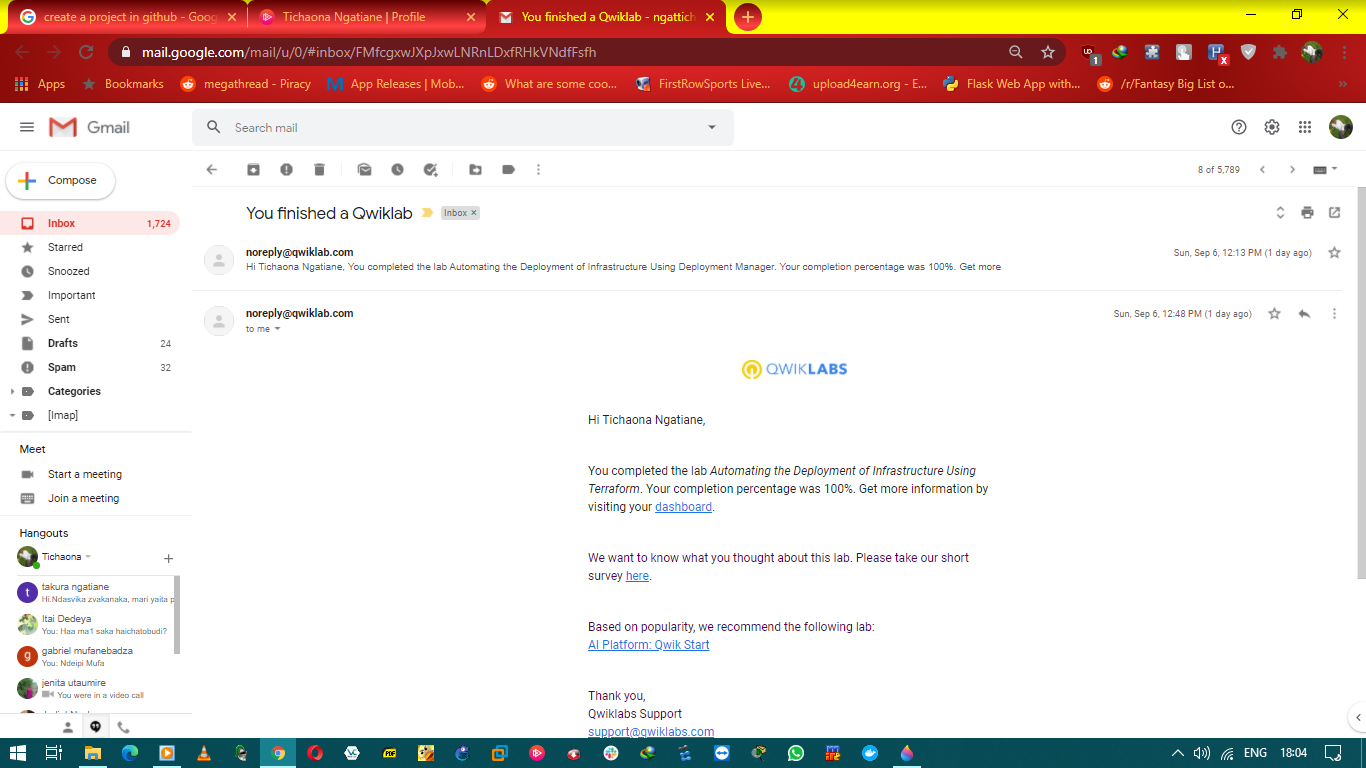 create a project in github - Goog
Tichaona Ngatiane | Profile
You finished a Qwiklab - ngattich
mail.google.com/mail/u/0/#inbox/FMfcgxwJXpJxwLNRnLDxfRHkVNdfFsfh
Apps
Bookmarks
megathread - Piracy
App Releases | Mob...
What are some coo...
FirstRowSports Live...
upload4earn.org - E...
Flask Web App with...
/r/Fantasy Big List o...
Gmail
Search mail
Compose
8 of 5,789
Inbox 1,724
Starred
Snoozed
Important
Sent
Drafts 24
Spam 32
Categories
[Imap]
Meet
Start a meeting
Join a meeting
Hangouts
Tichaona
takura ngatiane
Hi.Ndasvika zvakanaka, mari yaita p
Itai Dedeya
You: Haa ma1 saka haichatobudi?
gabriel mufanebadza
You: Ndeipi Mufa
jenita utaumire
You were in a video call
You finished a Qwiklab
Inbox ×
noreply@qwiklab.com
Sun, Sep 6, 12:13 PM (1 day ago)
Hi Tichaona Ngatiane, You completed the lab Automating the Deployment of Infrastructure Using Deployment Manager. Your completion percentage was 100%. Get more
noreply@qwiklab.com
Sun, Sep 6, 12:48 PM (1 day ago)
to me
QWIKLABS
Hi Tichaona Ngatiane,
You completed the lab Automating the Deployment of Infrastructure Using
Terraform. Your completion percentage was 100%. Get more information by
visiting your dashboard.
We want to know what you thought about this lab. Please take our short
survey here.
Based on popularity, we recommend the following lab:
AI Platform: Qwik Start
Thank you,
Qwiklabs Support
support@qwiklabs.com
ENG
18:04